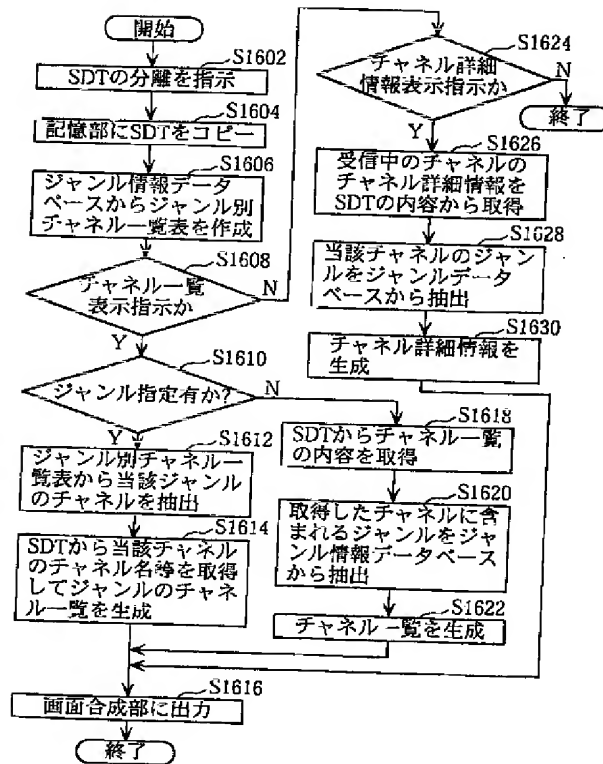 開始
S1602
SDTの分離を指示
S1604
記憶部にSDTをコピー
S1606
ジャンル情報データ
ベースからジャンル別
チャネル一覧表を作成
S1608
チャネル一覧
表示指示か
N
Y
S1610
ジャンル指定有か?
N
Y
S1612
ジャンル別チャネル一
覧表から当該ジャンル
のチャネルを抽出
S1614
SDTから当該チャネル
のチャネル名等を取得
してジャンルのチャネ
ル一覧を生成
S1616
画面合成部に出力
終了
S1618
SDTからチャネル一覧
の内容を取得
S1620
取得したチャネルに含
まれるジャンルをジャ
ンル情報データベース
から抽出
S1622
チャネル一覧を生成
S1624
チャネル詳細
情報表示指示か
N
終了
Y
S1626
受信中のチャネルの
チャネル詳細情報を
SDTの内容から取得
S1628
当該チャネルのジャン
ルをジャンルデータ
ベースから抽出
S1630
チャネル詳細情報を
生成